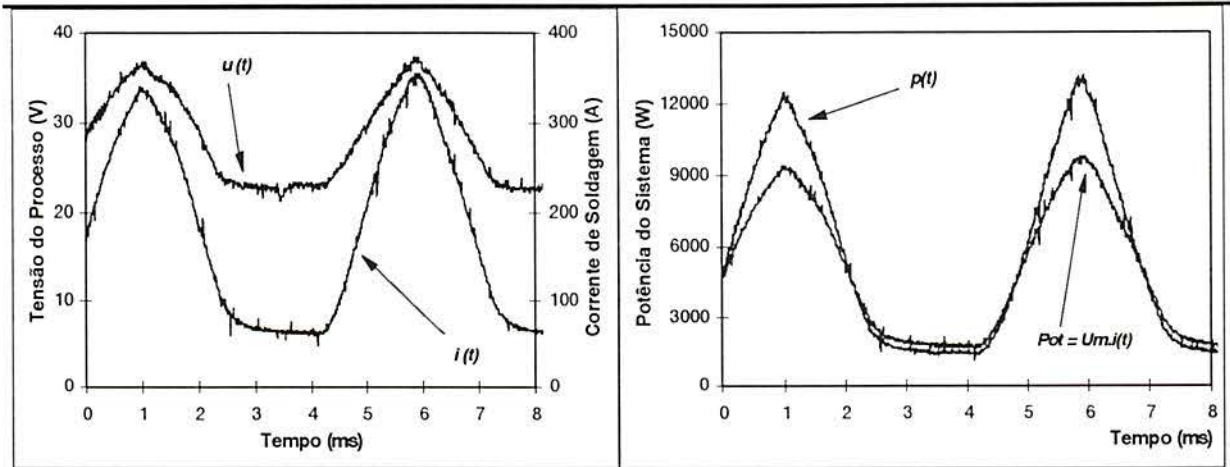 Tensão do Processo (V)
40
30
20
10
0
u (t)
i (t)
400
300
200
100
0
Corrente de Soldagem (A)
0 1 2 3 4 5 6 7 8
Tempo (ms)
Potência do Sistema (W)
15000
12000
9000
6000
3000
0
p(t)
Pot = Um.i(t)
0 1 2 3 4 5 6 7 8
Tempo (ms)